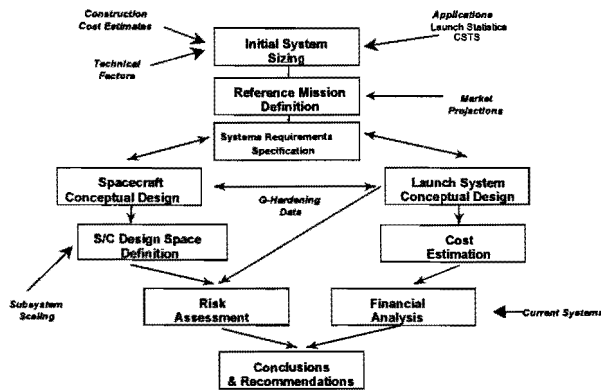 Construction
Cost Estimates
Applications
Launch Statistics
CSTS
Initial System
Sizing
Technical
Factors
Reference Mission
Definition
Market
Projections
Systems Requirements
Specification
Spacecraft
Conceptual Design
Launch System
Conceptual Design
G-Hardening
Data
S/C Design Space
Definition
Cost
Estimation
Subsystem
Scaling
Risk
Assessment
Financial
Analysis
Current Systems
Conclusions
& Recommendations